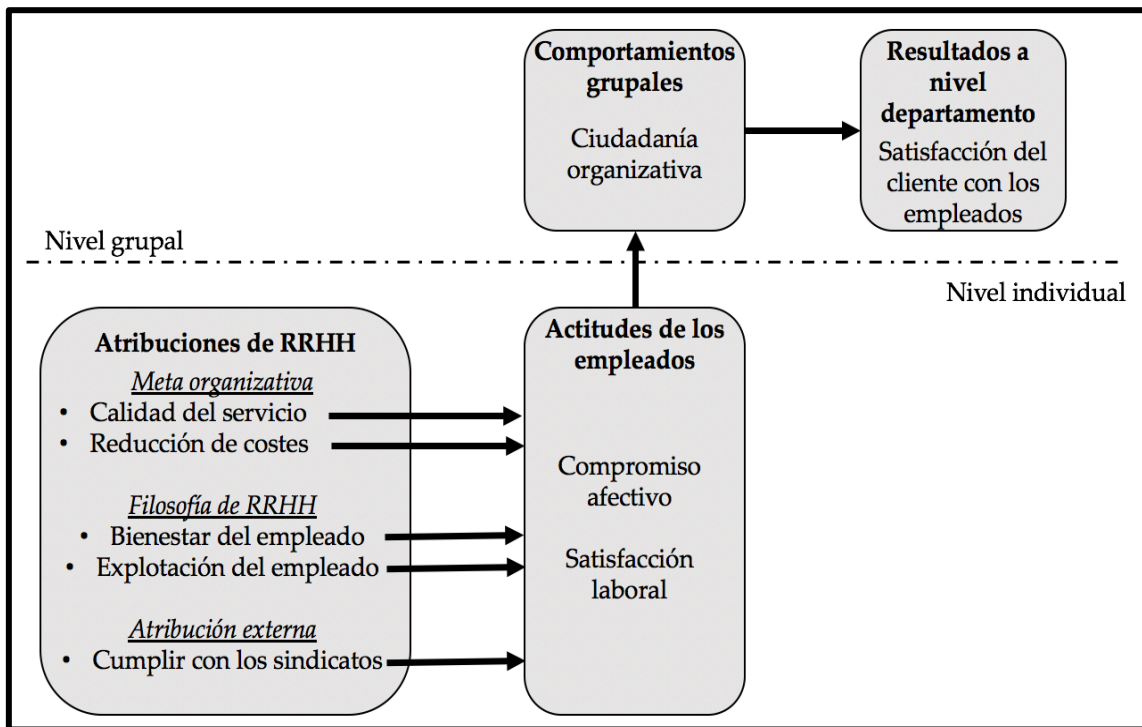 Comportamientos
grupales
Ciudadanía
organizativa
Resultados a
nivel
departamento
Satisfacción del
cliente con los
empleados
Nivel grupal
Nivel individual
Atribuciones de RRHH
Meta organizativa
• Calidad del servicio
• Reducción de costes
Filosofía de RRHH
• Bienestar del empleado
• Explotación del empleado
Atribución externa
• Cumplir con los sindicatos
Actitudes de los
empleados
Compromiso
afectivo
Satisfacción
laboral